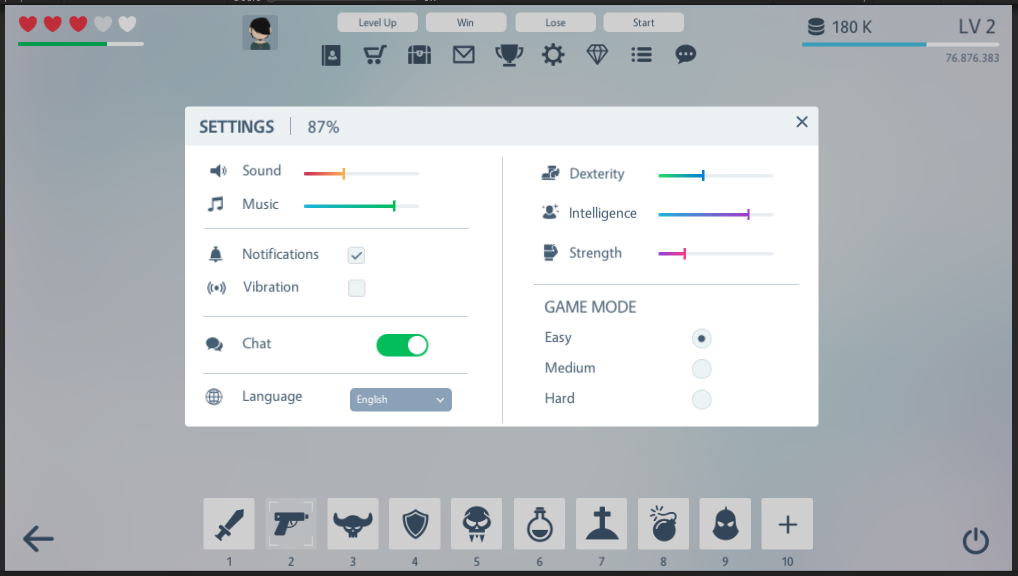 Level Up
Win
Lose
Start
180 K
LV 2
76.876.383
SETTINGS
87%
Sound
Music
Notifications
Vibration
Chat
Language
English
Dexterity
Intelligence
Strength
GAME MODE
Easy
Medium
Hard
1
2
3
4
5
6
7
8
9
10